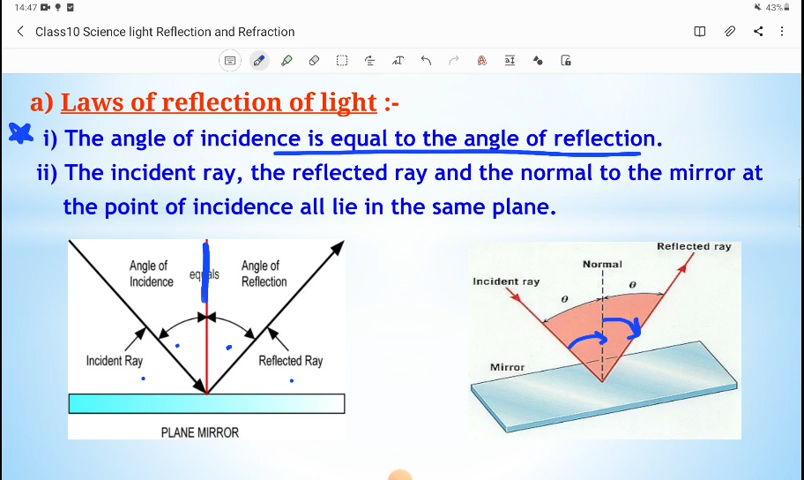 14:47
43%
Class10 Science light Reflection and Refraction
a) Laws of reflection of light :-
i) The angle of incidence is equal to the angle of reflection.
ii) The incident ray, the reflected ray and the normal to the mirror at
the point of incidence all lie in the same plane.
Angle of
Incidence
equals
Angle of
Reflection
Incident Ray
Reflected Ray
PLANE MIRROR
Reflected ray
Normal
Incident ray
θ
θ
Mirror